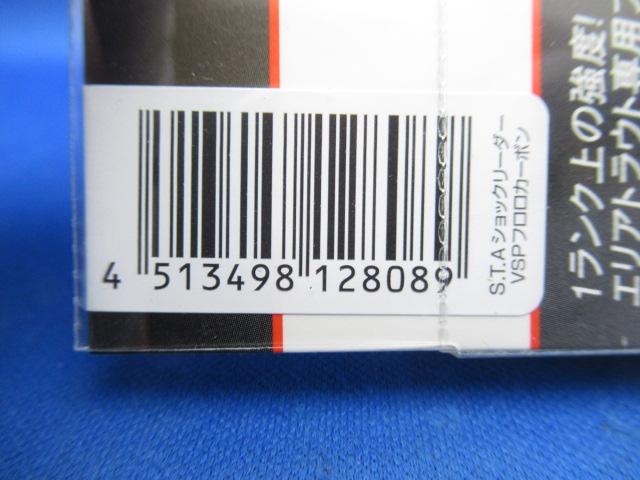 4 513498 128089
S.T.Aショックリーダー
VSPフロロカーボン
1ランク上の強度!
エリアトラウト専用